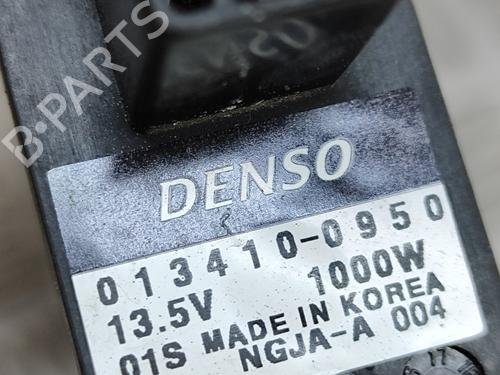 B-PARTS
DENSO
013410-0950
13.5V 1000W
01S MADE IN KOREA
NGJA-A 004